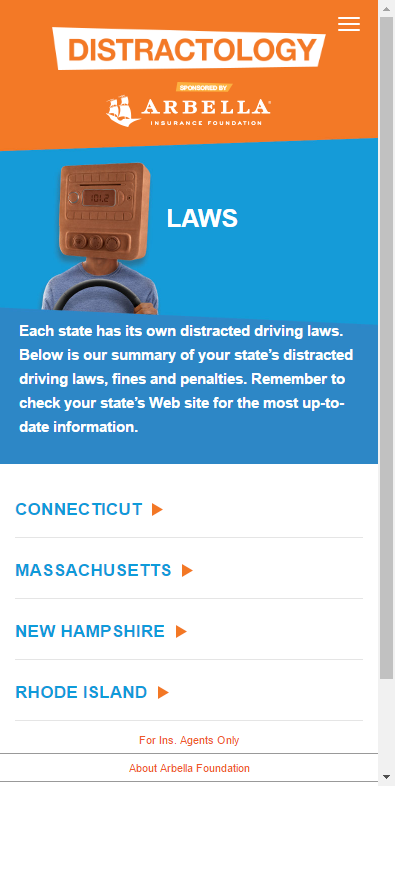 DISTRACTOLOGY
SPONSORED BY
ARBELLA
INSURANCE FOUNDATION
101.2
LAWS
Each state has its own distracted driving laws.
Below is our summary of your state's distracted
driving laws, fines and penalties. Remember to
check your state's Web site for the most up-to-
date information.
CONNECTICUT
MASSACHUSETTS
NEW HAMPSHIRE
RHODE ISLAND
For Ins. Agents Only
About Arbella Foundation